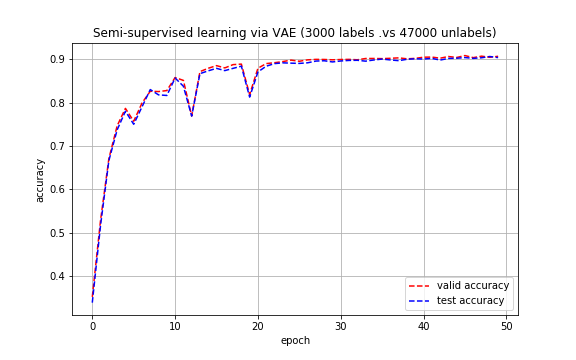 Semi-supervised learning via VAE (3000 labels .vs 47000 unlabels)
0.9
0.8
0.7
0.6
0.5
0.4
accuracy
0 10 20 30 40 50
epoch
valid accuracy
test accuracy